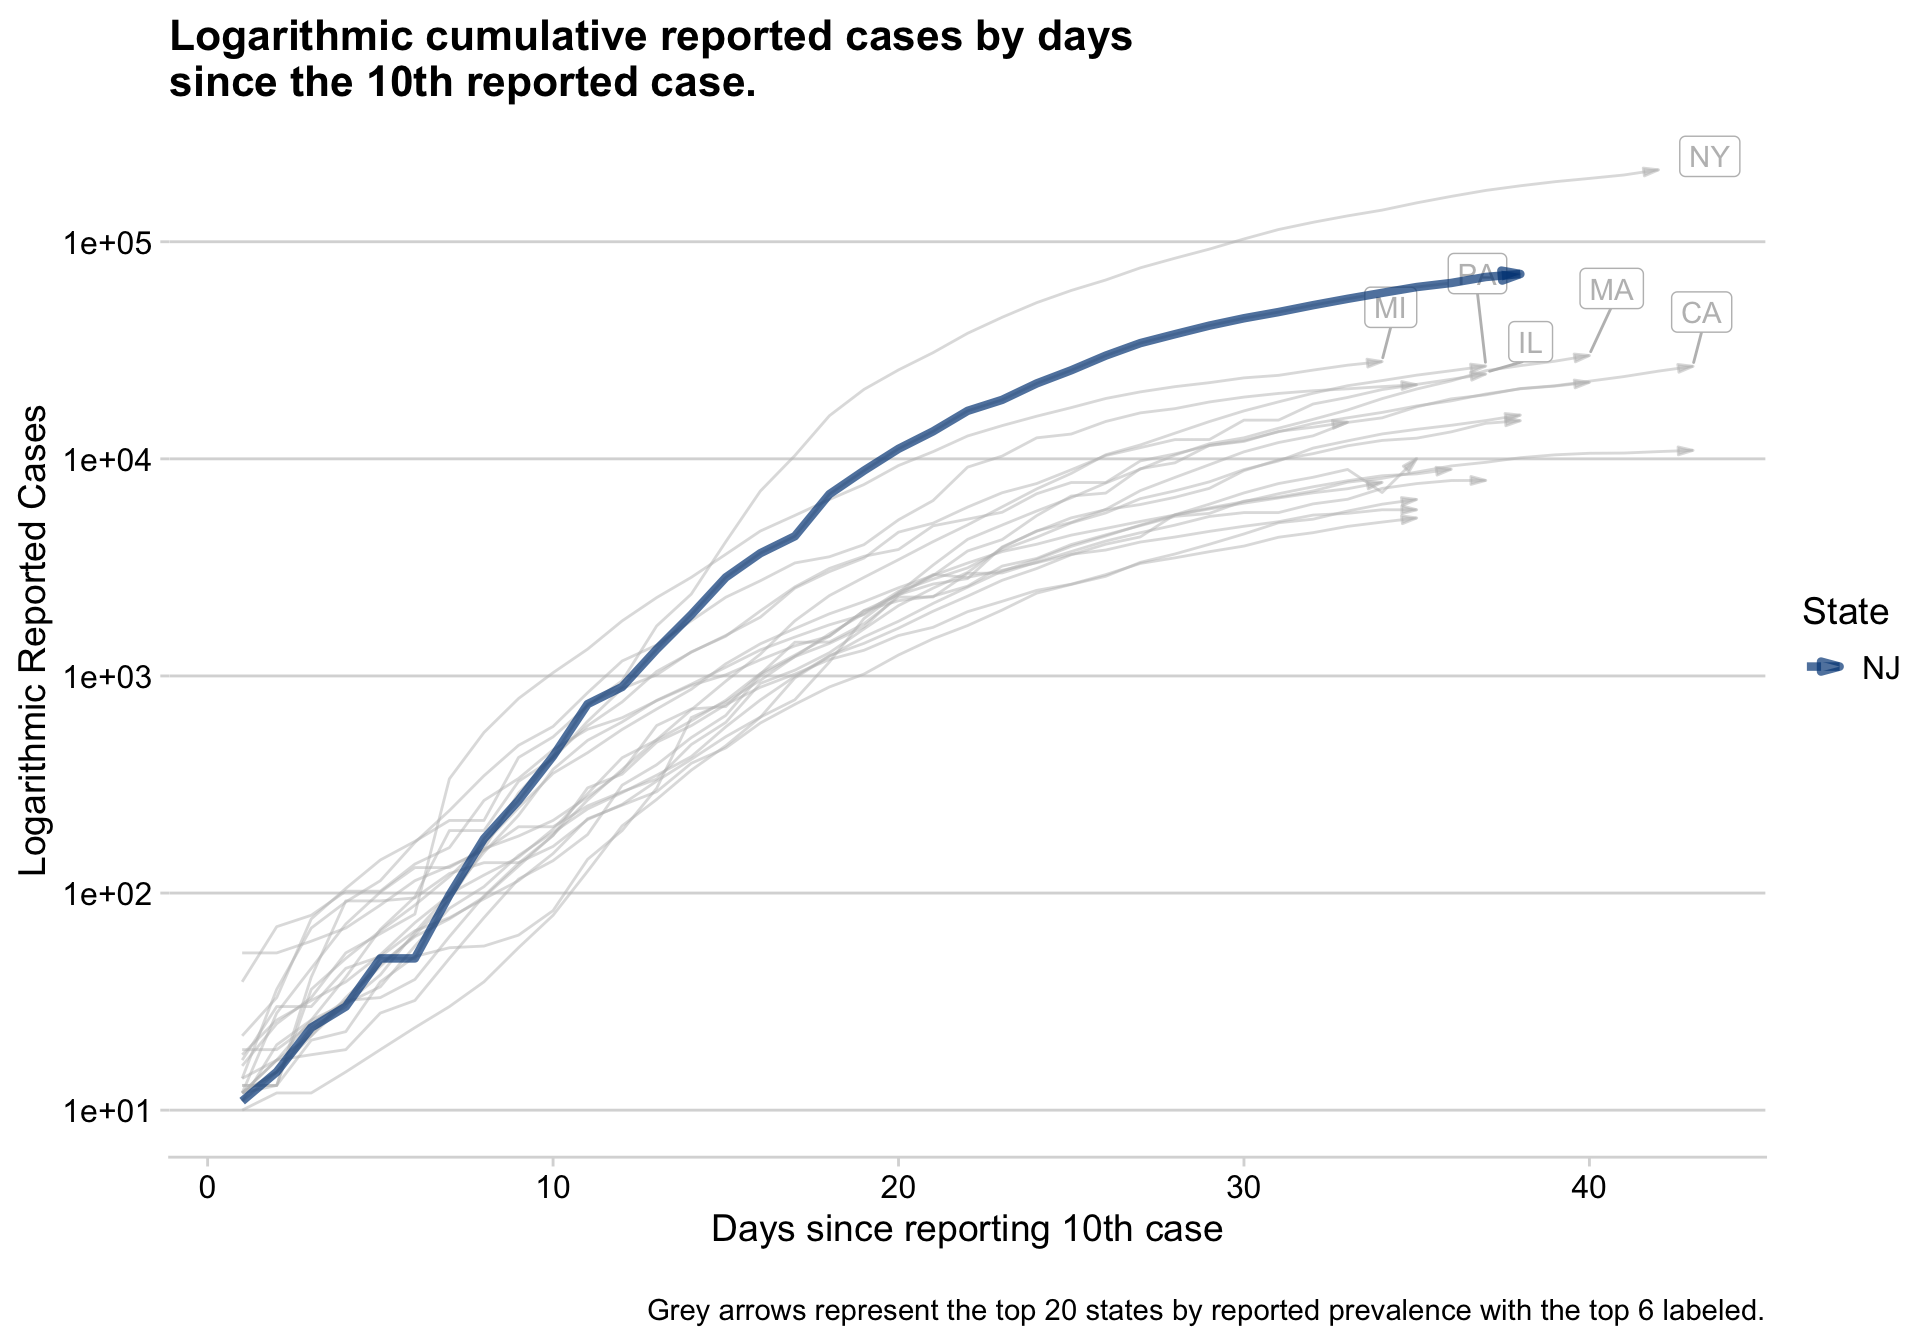 Logarithmic cumulative reported cases by days
since the 10th reported case.
NY
1e+05
PA
MA
MI
CA
IL
1e+04
Logarithmic Reported Cases
State
NJ
1e+03
1e+02
1e+01
0 10 20 30 40
Days since reporting 10th case
Grey arrows represent the top 20 states by reported prevalence with the top 6 labeled.